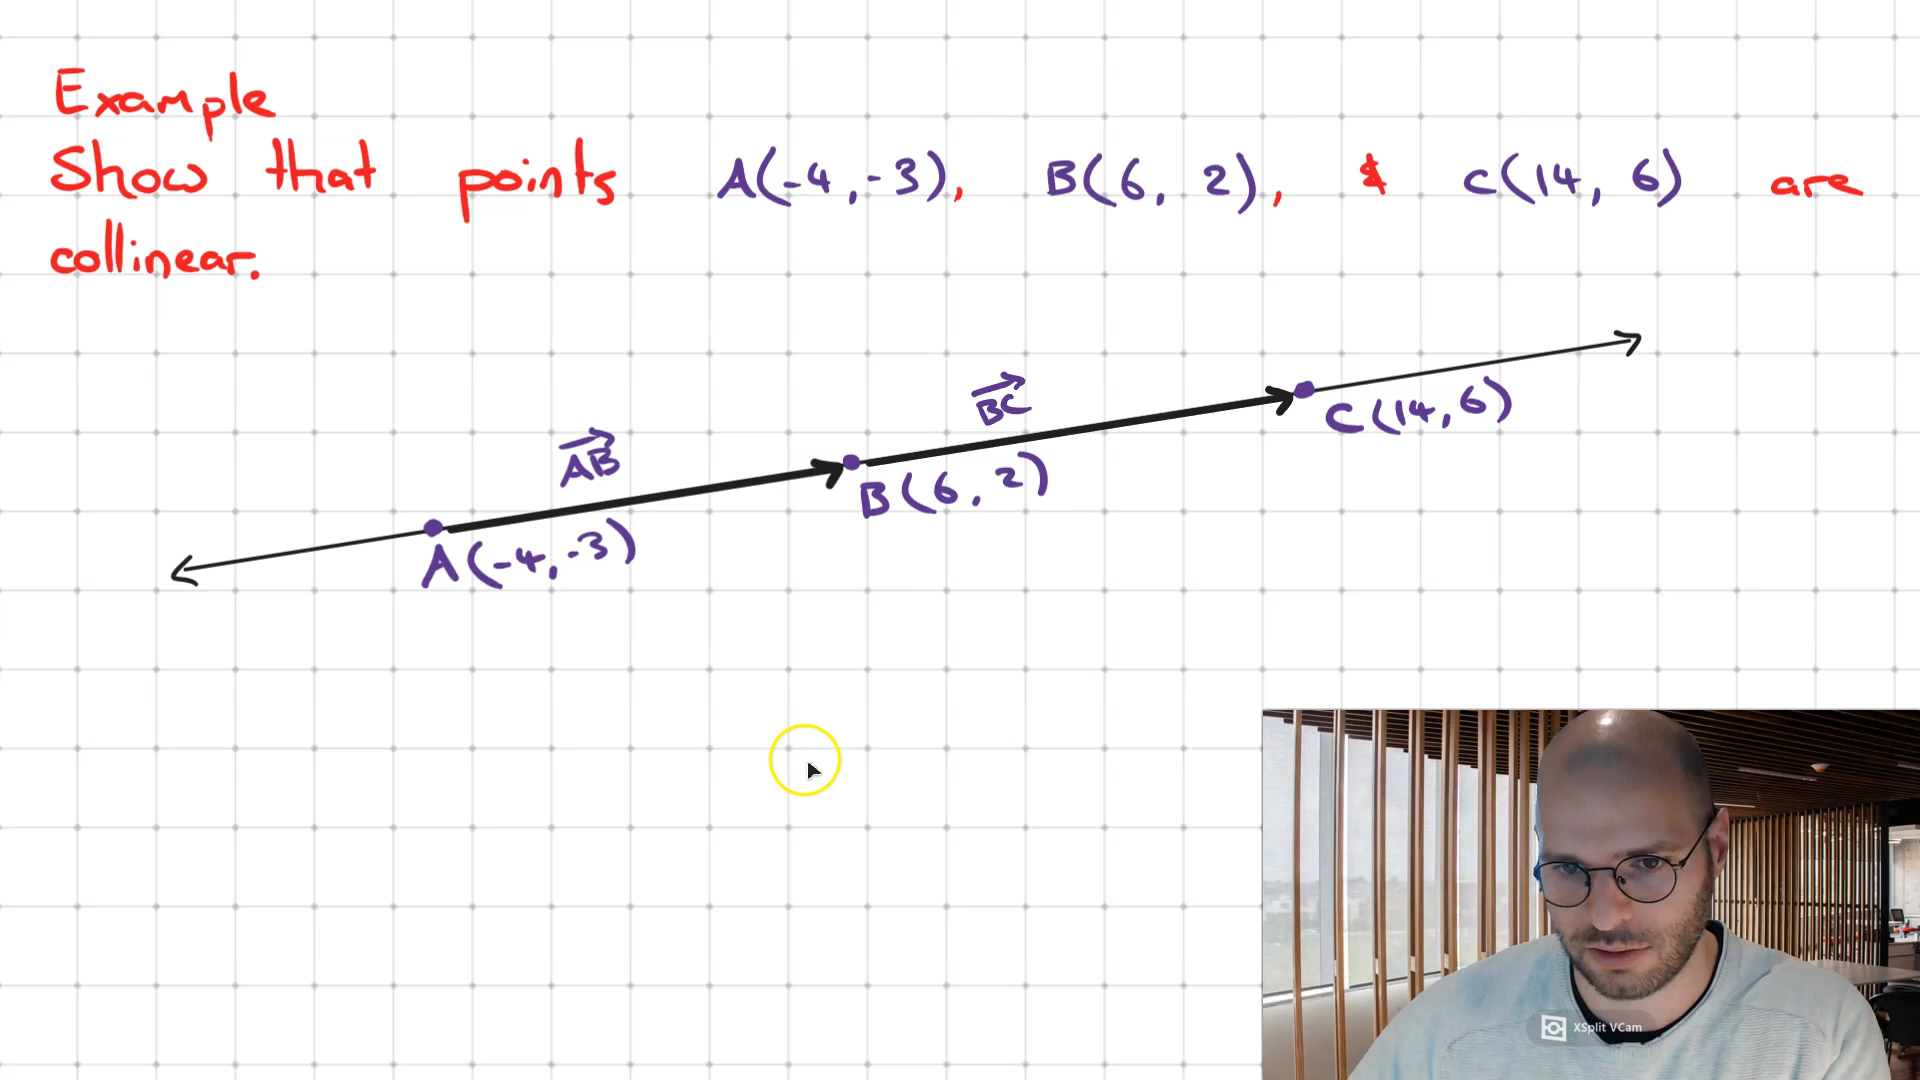 Example
Show that points A(-4,-3), B(6, 2), & C(14, 6) are
collinear.
BC
C(14,6)
AB
B(6, 2)
A(-4,-3)
XSplit VCam